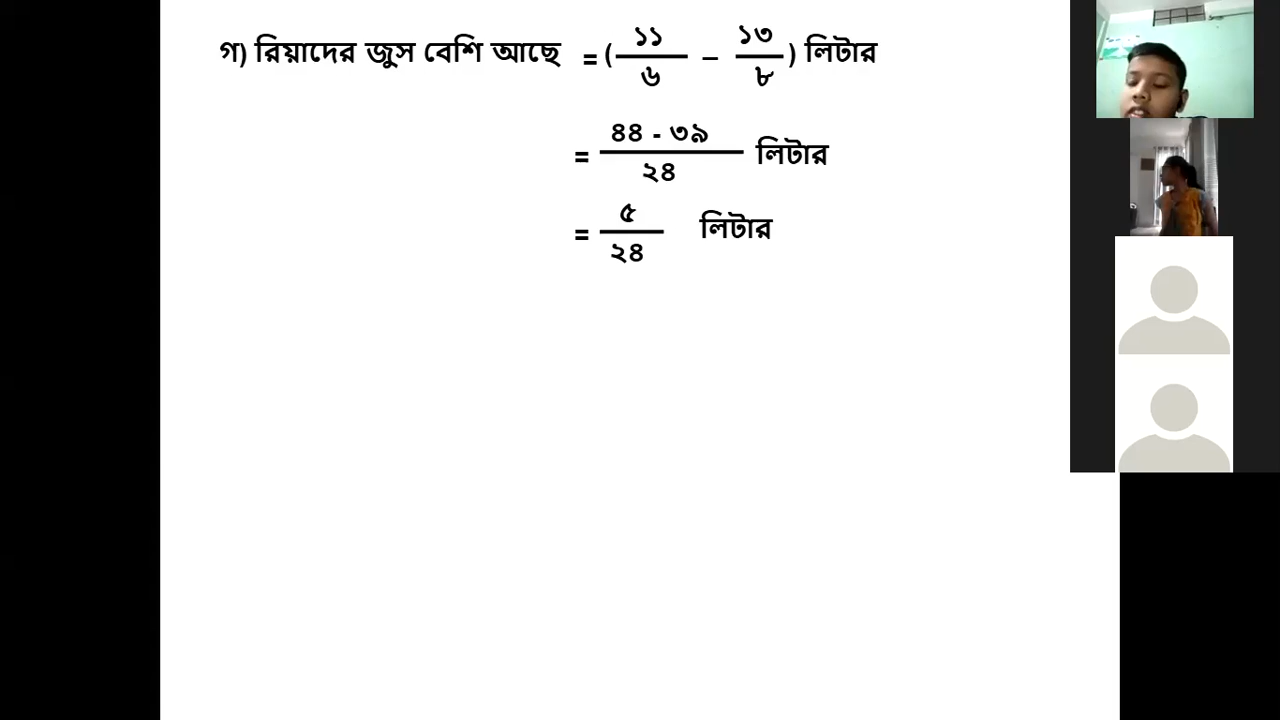 গ) রিয়াদের জুস বেশি আছে = (১১/৬ – ১৩/৮) লিটার
= ৪৪ - ৩৯/২৪ লিটার
= ৫/২৪ লিটার